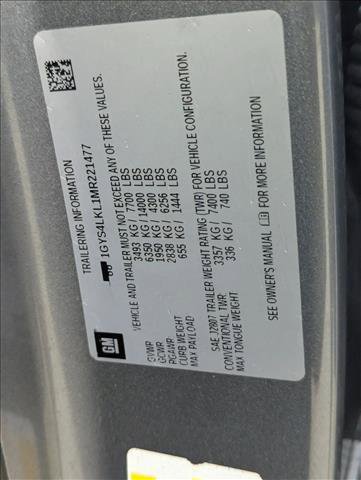 TRAILERING INFORMATION
1GYS4LKL1MR221477
VEHICLE AND TRAILER MUST NOT EXCEED ANY OF THESE VALUES.
GVWR 3493 KG / 7700 LBS
GCWR 6350 KG / 14000 LBS
PGAWR 1950 KG / 4300 LBS
CURB WEIGHT 2838 KG / 6256 LBS
MAX PAYLOAD 655 KG / 1444 LBS
SAE J2807 TRAILER WEIGHT RATING (TWR) FOR VEHICLE CONFIGURATION.
CONVENTIONAL TWR 3357 KG / 7400 LBS
MAX TONGUE WEIGHT 336 KG / 740 LBS
SEE OWNER'S MANUAL FOR MORE INFORMATION
GM